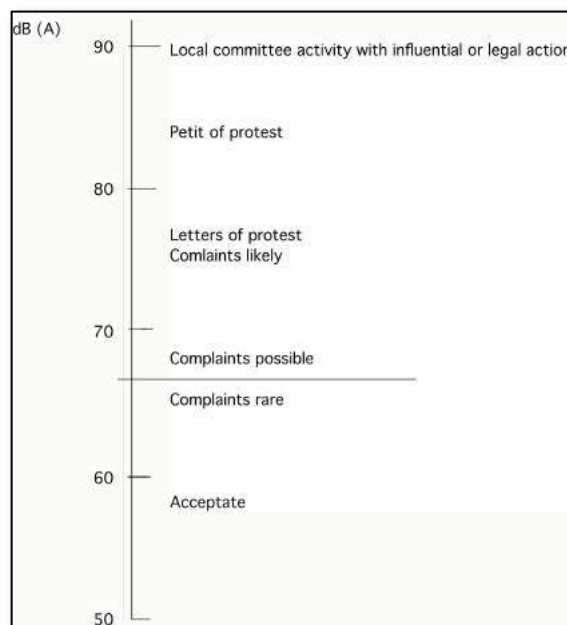 dB (A)
90 Local committee activity with influential or legal action
Petit of protest
80
Letters of protest
Comlaints likely
70
Complaints possible
Complaints rare
60
Acceptate
50